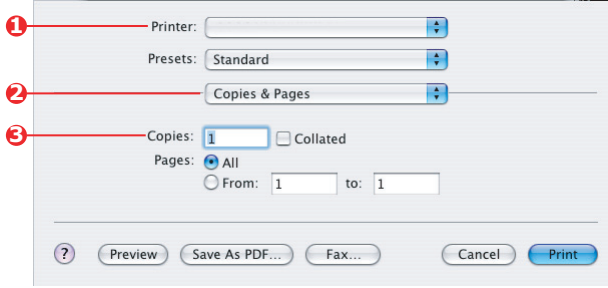 1 Printer:
Presets: Standard
2 Copies & Pages
3 Copies: 1 Collated
Pages: All
From: 1 to: 1
? Preview Save As PDF... Fax... Cancel Print